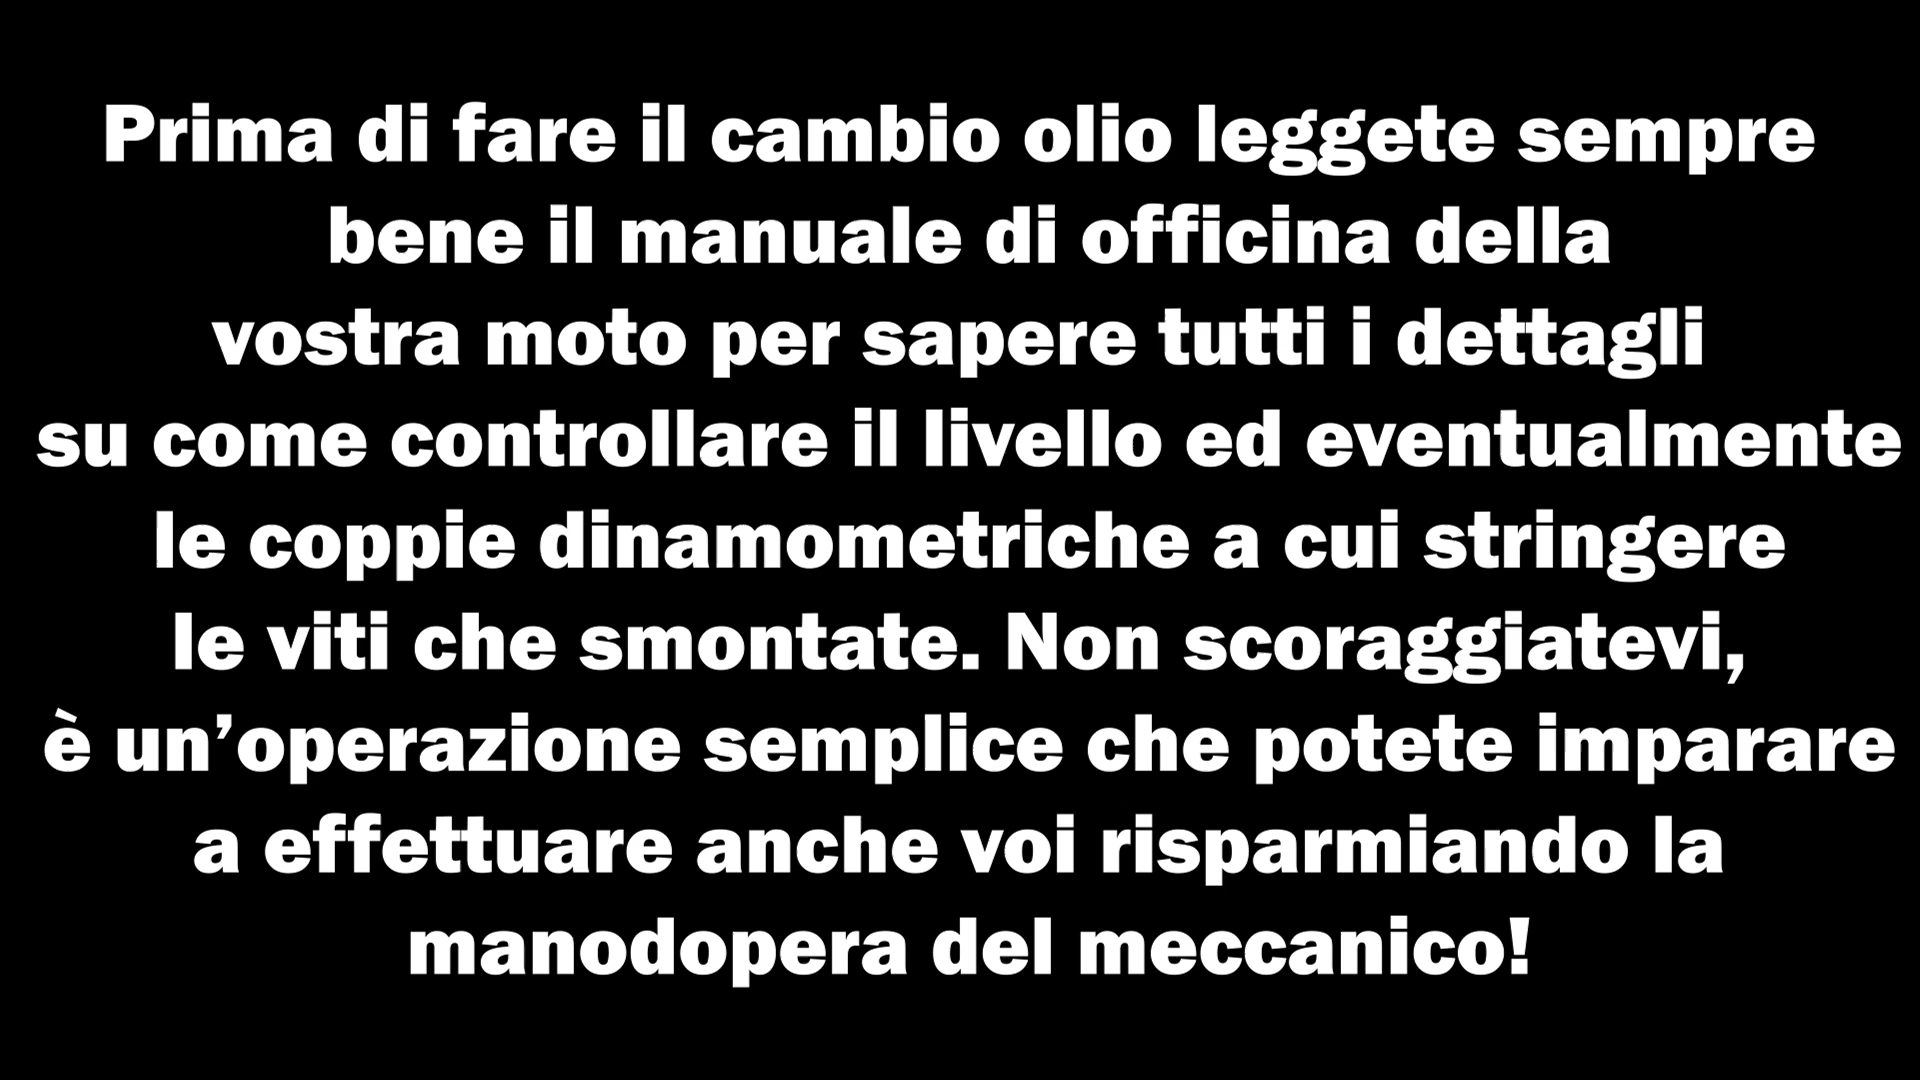 Prima di fare il cambio olio leggete sempre
bene il manuale di officina della
vostra moto per sapere tutti i dettagli
su come controllare il livello ed eventualmente
le coppie dinamometriche a cui stringere
le viti che smontate. Non scoraggiatevi,
è un’operazione semplice che potete imparare
a effettuare anche voi risparmiando la
manodopera del meccanico!